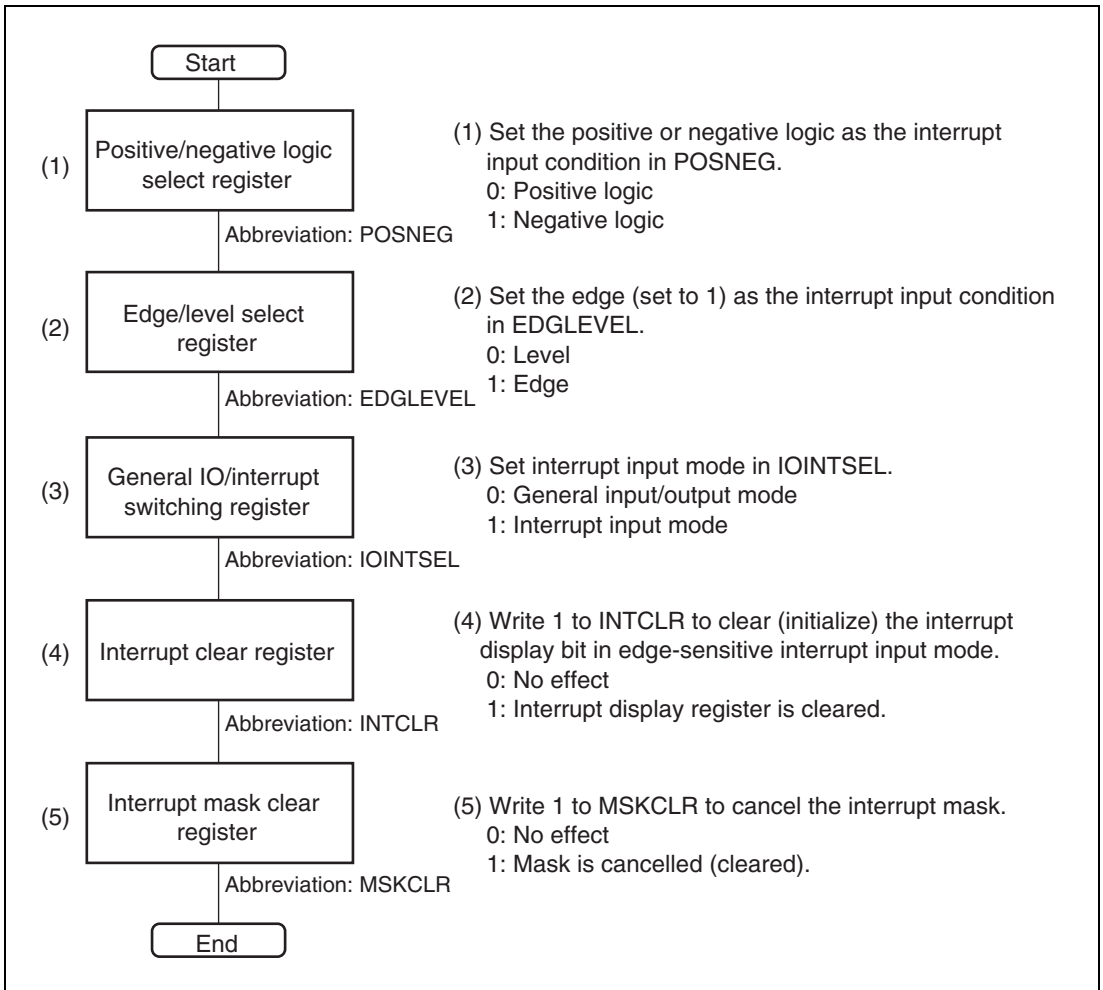 Start
(1)
Positive/negative logic
select register
(1) Set the positive or negative logic as the interrupt
input condition in POSNEG.
0: Positive logic
1: Negative logic
Abbreviation: POSNEG
(2)
Edge/level select
register
(2) Set the edge (set to 1) as the interrupt input condition
in EDGLEVEL.
0: Level
1: Edge
Abbreviation: EDGLEVEL
(3)
General IO/interrupt
switching register
(3) Set interrupt input mode in IOINTSEL.
0: General input/output mode
1: Interrupt input mode
Abbreviation: IOINTSEL
(4)
Interrupt clear register
(4) Write 1 to INTCLR to clear (initialize) the interrupt
display bit in edge-sensitive interrupt input mode.
0: No effect
1: Interrupt display register is cleared.
Abbreviation: INTCLR
(5)
Interrupt mask clear
register
(5) Write 1 to MSKCLR to cancel the interrupt mask.
0: No effect
1: Mask is cancelled (cleared).
Abbreviation: MSKCLR
End